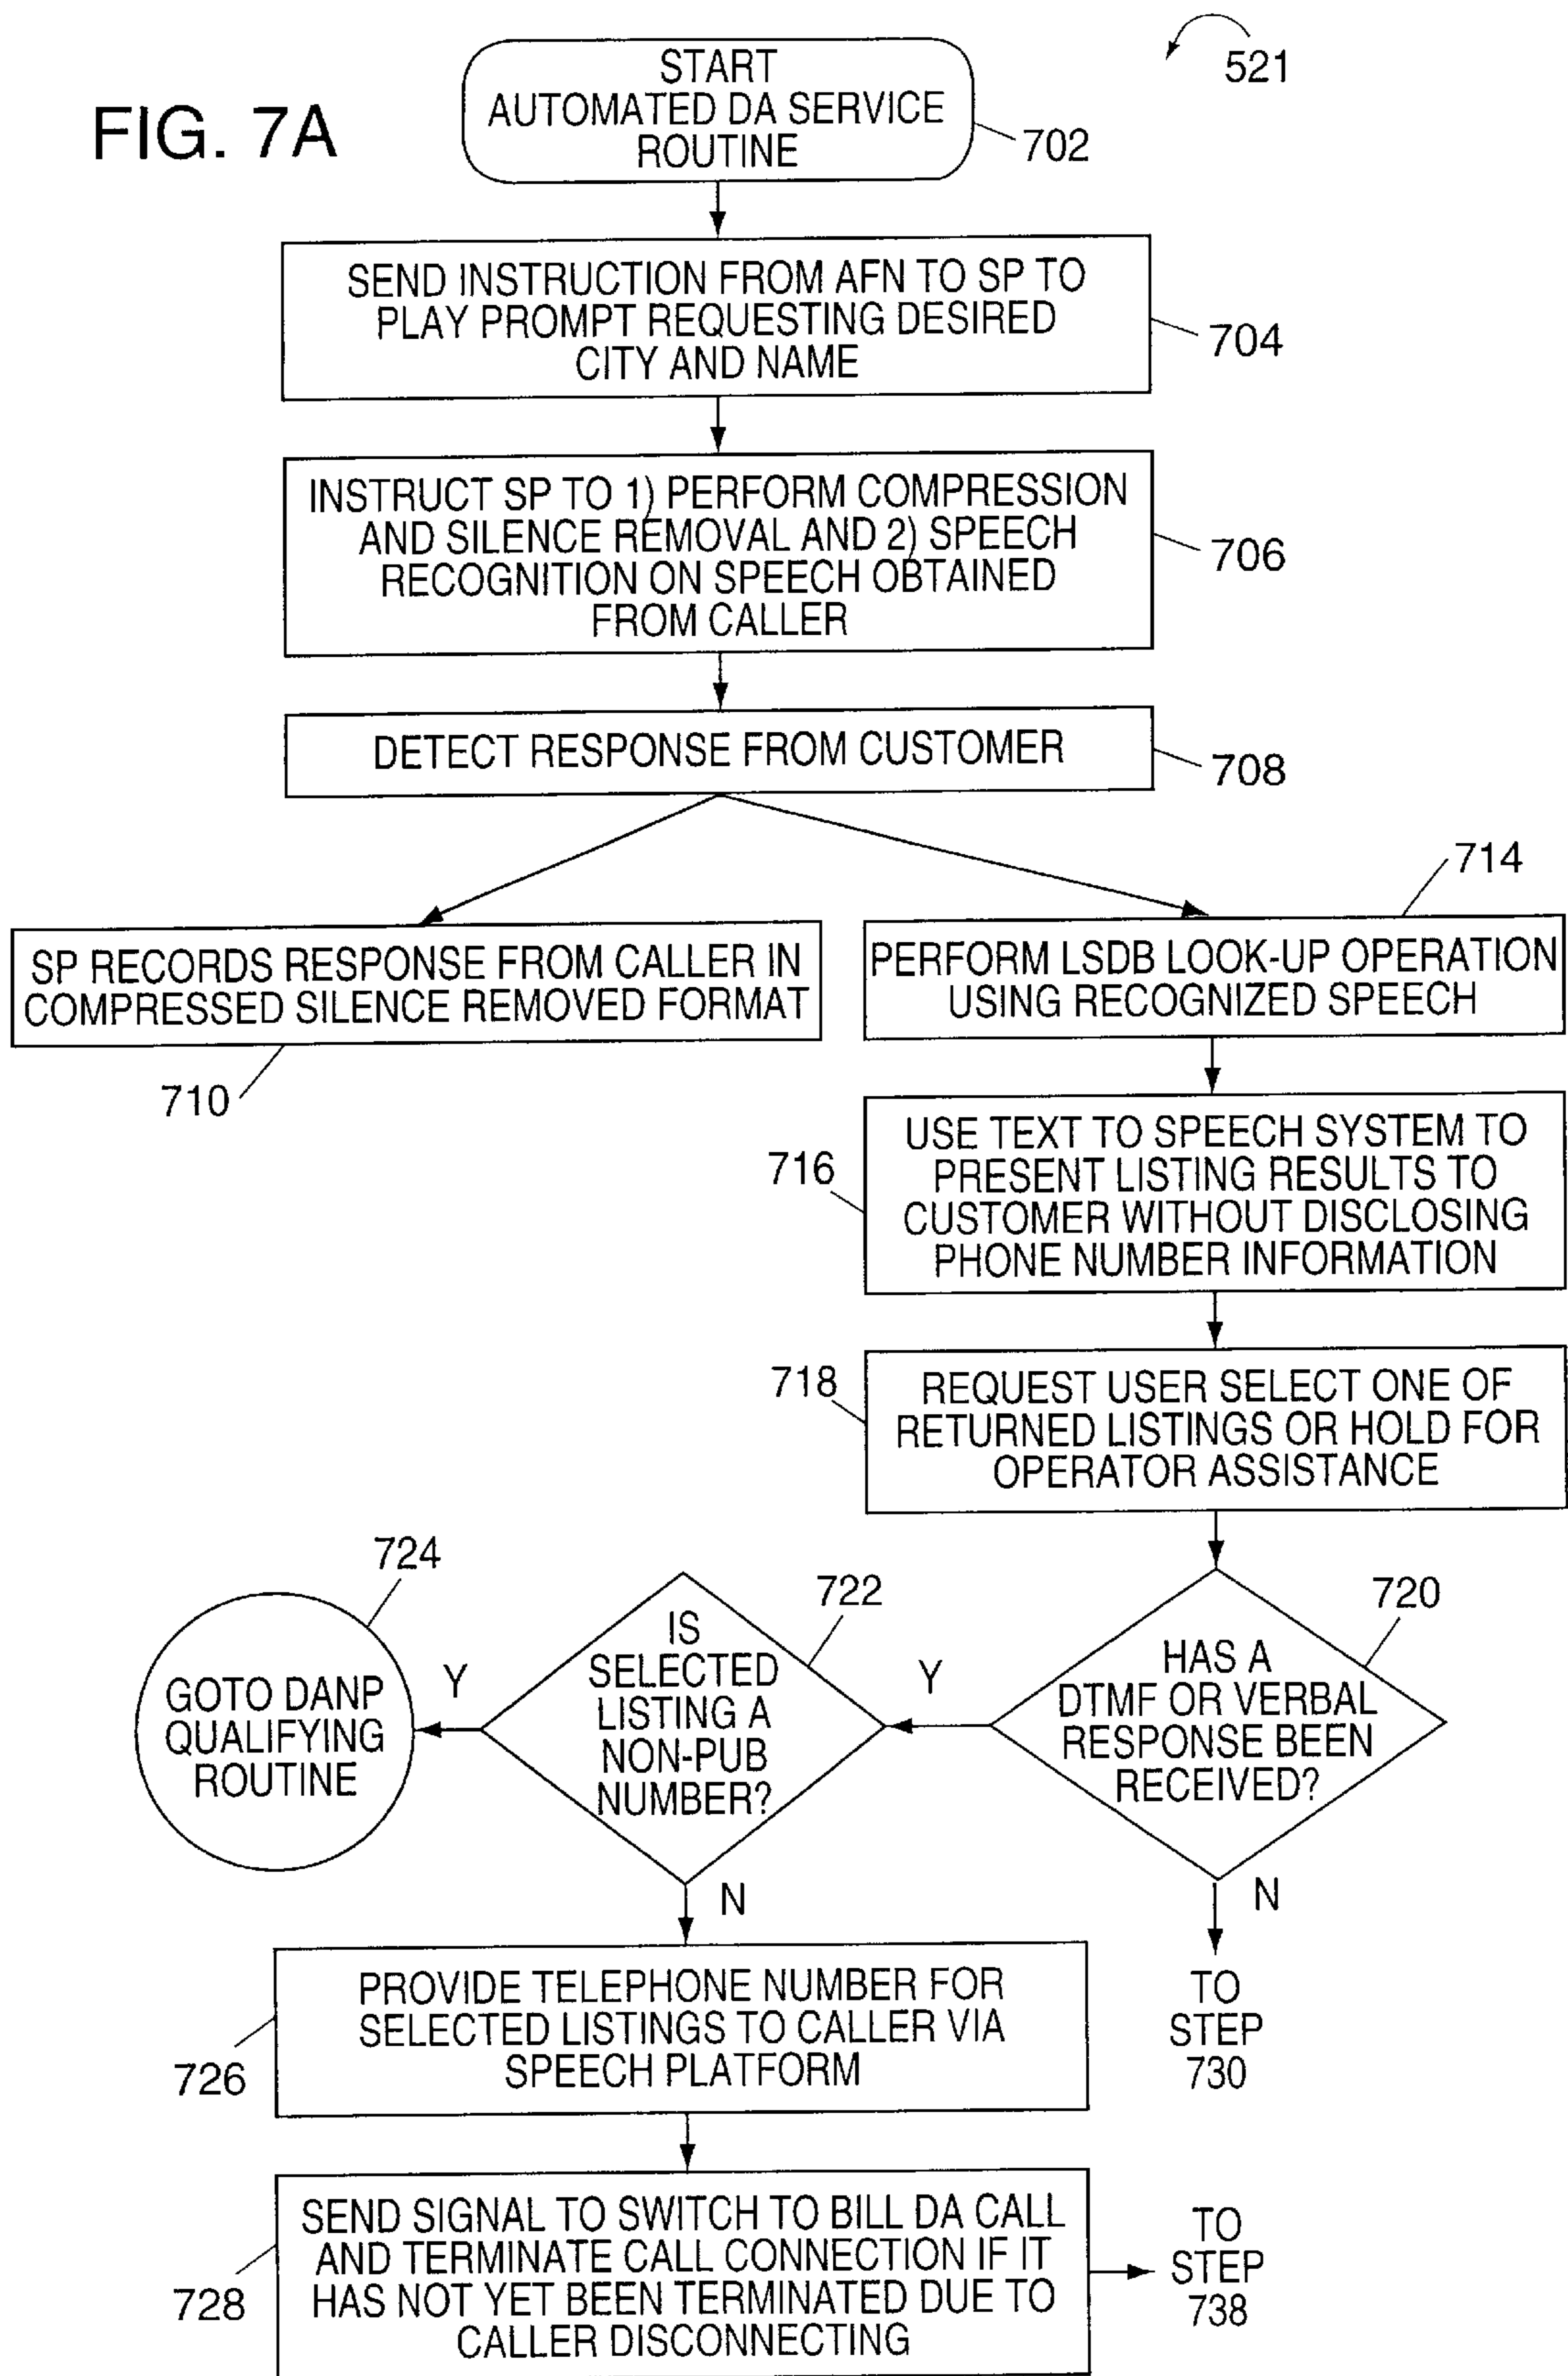 FIG. 7A
521
START
AUTOMATED DA SERVICE
ROUTINE
702
SEND INSTRUCTION FROM AFN TO SP TO
PLAY PROMPT REQUESTING DESIRED
CITY AND NAME
704
INSTRUCT SP TO 1) PERFORM COMPRESSION
AND SILENCE REMOVAL AND 2) SPEECH
RECOGNITION ON SPEECH OBTAINED
FROM CALLER
706
DETECT RESPONSE FROM CUSTOMER
708
SP RECORDS RESPONSE FROM CALLER IN
COMPRESSED SILENCE REMOVED FORMAT
710
714
PERFORM LSDB LOOK-UP OPERATION
USING RECOGNIZED SPEECH
716
USE TEXT TO SPEECH SYSTEM TO
PRESENT LISTING RESULTS TO
CUSTOMER WITHOUT DISCLOSING
PHONE NUMBER INFORMATION
718
REQUEST USER SELECT ONE OF
RETURNED LISTINGS OR HOLD FOR
OPERATOR ASSISTANCE
720
HAS A
DTMF OR VERBAL
RESPONSE BEEN
RECEIVED?
Y
N
TO
STEP
730
722
IS
SELECTED
LISTING A
NON-PUB
NUMBER?
Y
N
724
GOTO DANP
QUALIFYING
ROUTINE
PROVIDE TELEPHONE NUMBER FOR
SELECTED LISTINGS TO CALLER VIA
SPEECH PLATFORM
726
SEND SIGNAL TO SWITCH TO BILL DA CALL
AND TERMINATE CALL CONNECTION IF IT
HAS NOT YET BEEN TERMINATED DUE TO
CALLER DISCONNECTING
728
TO
STEP
738